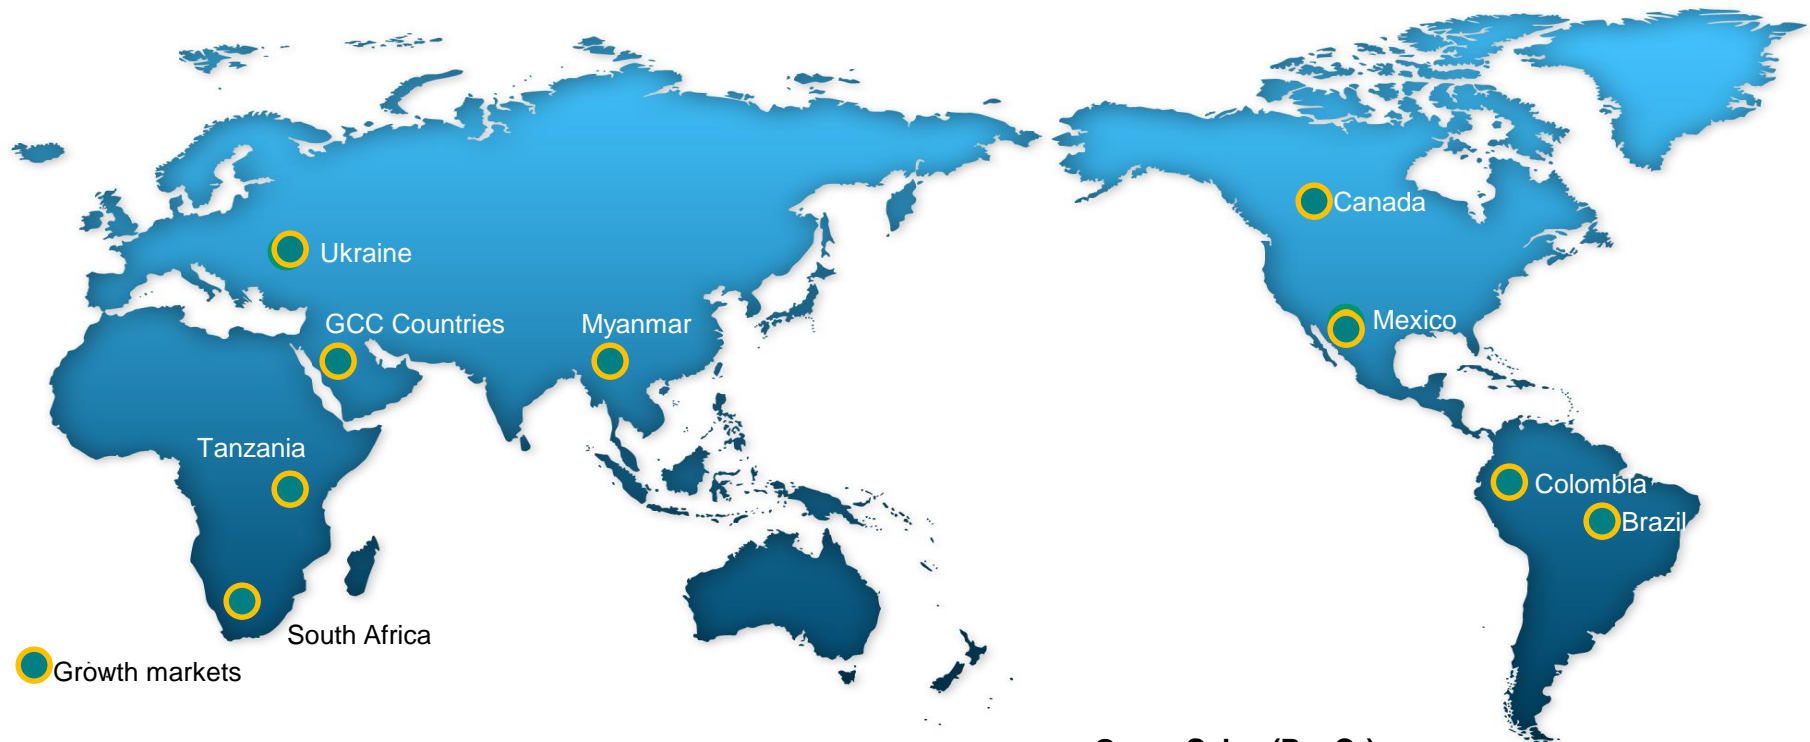 Canada
Ukraine
GCC Countries
Myanmar
Mexico
Tanzania
Colombia
Brazil
South Africa
Growth markets